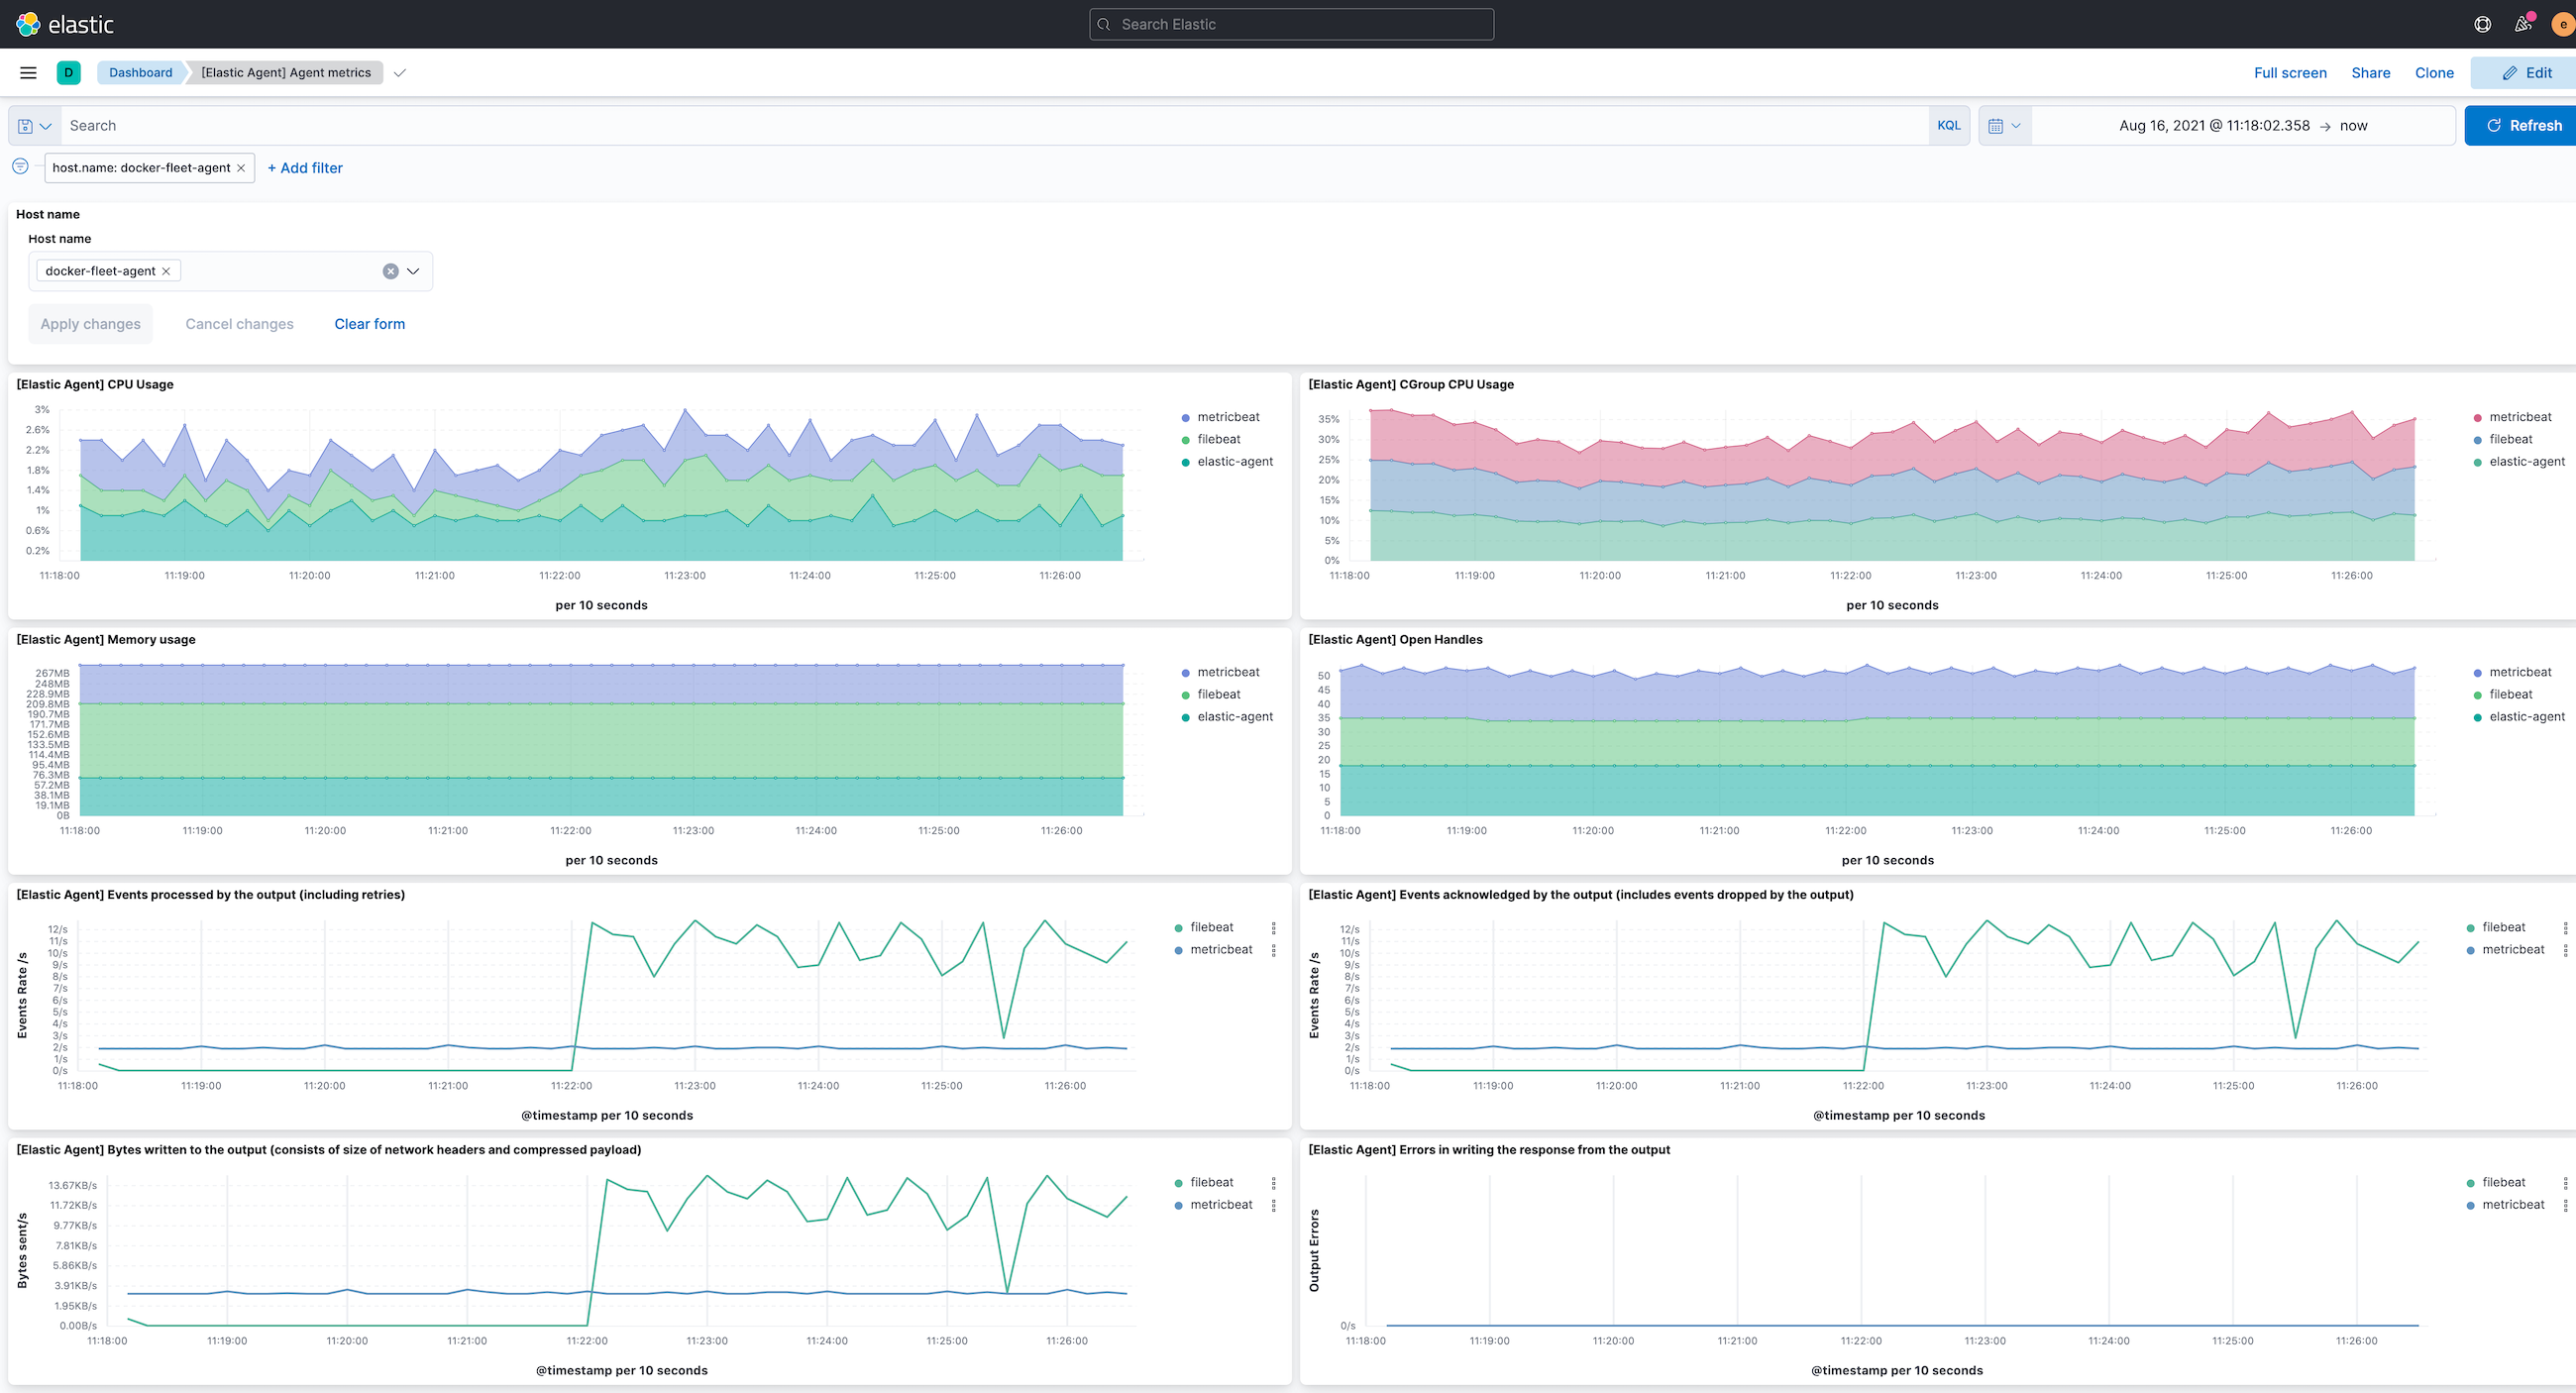 elastic
Search Elastic
e
D
Dashboard
[Elastic Agent] Agent metrics
Full screen
Share
Clone
Edit
Search
KQL
Aug 16, 2021 @ 11:18:02.358 → now
Refresh
host.name: docker-fleet-agent ×
+ Add filter
Host name
Host name
docker-fleet-agent ×
Apply changes
Cancel changes
Clear form
[Elastic Agent] CPU Usage
3%
2.6%
2.2%
1.8%
1.4%
1%
0.6%
0.2%
11:18:00 11:19:00 11:20:00 11:21:00 11:22:00 11:23:00 11:24:00 11:25:00 11:26:00
per 10 seconds
metricbeat
filebeat
elastic-agent
[Elastic Agent] CGroup CPU Usage
35%
30%
25%
20%
15%
10%
5%
0%
11:18:00 11:19:00 11:20:00 11:21:00 11:22:00 11:23:00 11:24:00 11:25:00 11:26:00
per 10 seconds
metricbeat
filebeat
elastic-agent
[Elastic Agent] Memory usage
267MB
248MB
228.9MB
209.8MB
190.7MB
171.7MB
152.6MB
133.5MB
114.4MB
95.4MB
76.3MB
57.2MB
38.1MB
19.1MB
0B
11:18:00 11:19:00 11:20:00 11:21:00 11:22:00 11:23:00 11:24:00 11:25:00 11:26:00
per 10 seconds
metricbeat
filebeat
elastic-agent
[Elastic Agent] Open Handles
50
45
40
35
30
25
20
15
10
5
0
11:18:00 11:19:00 11:20:00 11:21:00 11:22:00 11:23:00 11:24:00 11:25:00 11:26:00
per 10 seconds
metricbeat
filebeat
elastic-agent
[Elastic Agent] Events processed by the output (including retries)
Events Rate /s
12/s
11/s
10/s
9/s
8/s
7/s
6/s
5/s
4/s
3/s
2/s
1/s
0/s
11:18:00 11:19:00 11:20:00 11:21:00 11:22:00 11:23:00 11:24:00 11:25:00 11:26:00
@timestamp per 10 seconds
filebeat
metricbeat
[Elastic Agent] Events acknowledged by the output (includes events dropped by the output)
Events Rate /s
12/s
11/s
10/s
9/s
8/s
7/s
6/s
5/s
4/s
3/s
2/s
1/s
0/s
11:18:00 11:19:00 11:20:00 11:21:00 11:22:00 11:23:00 11:24:00 11:25:00 11:26:00
@timestamp per 10 seconds
filebeat
metricbeat
[Elastic Agent] Bytes written to the output (consists of size of network headers and compressed payload)
Bytes sent/s
13.67KB/s
11.72KB/s
9.77KB/s
7.81KB/s
5.86KB/s
3.91KB/s
1.95KB/s
0.00B/s
11:18:00 11:19:00 11:20:00 11:21:00 11:22:00 11:23:00 11:24:00 11:25:00 11:26:00
@timestamp per 10 seconds
filebeat
metricbeat
[Elastic Agent] Errors in writing the response from the output
Output Errors
0/s
11:18:00 11:19:00 11:20:00 11:21:00 11:22:00 11:23:00 11:24:00 11:25:00 11:26:00
@timestamp per 10 seconds
filebeat
metricbeat